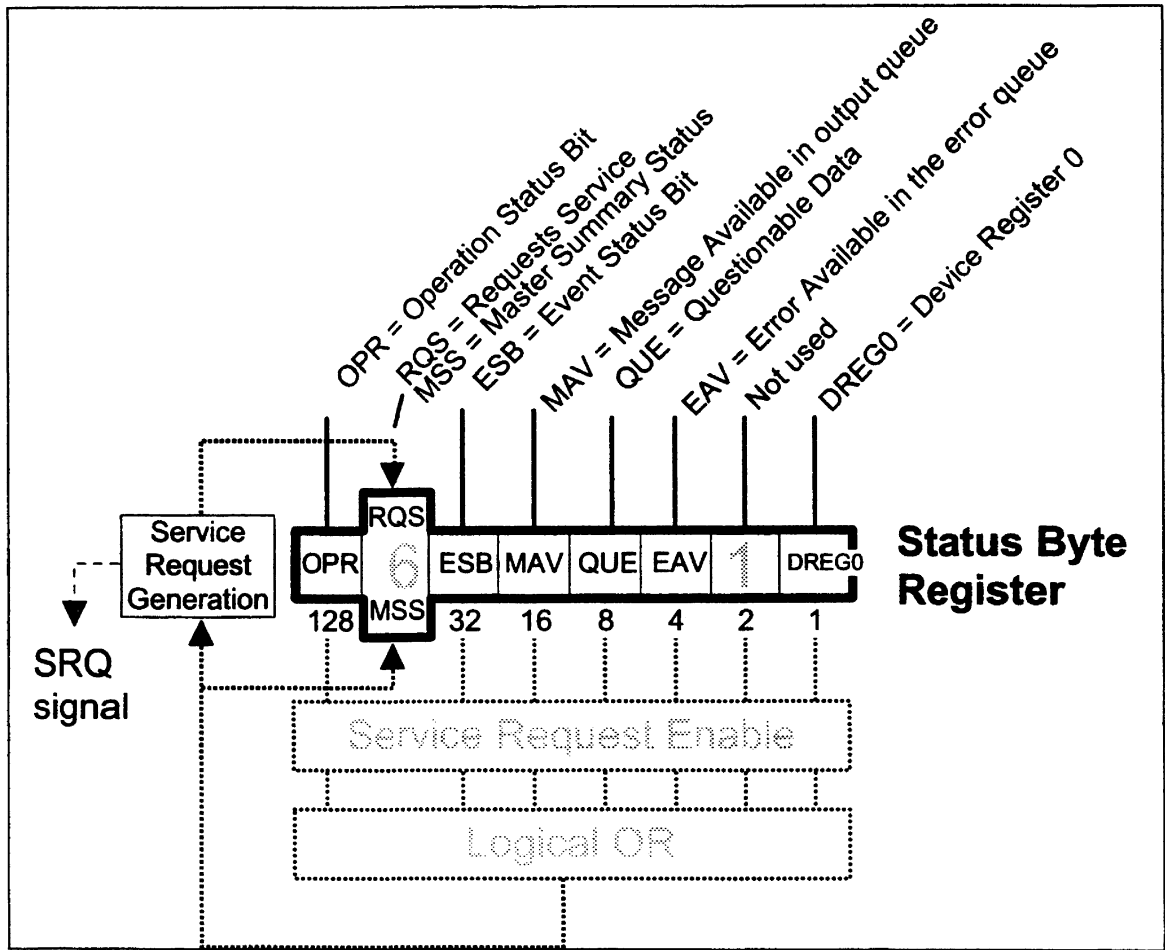 OPR = Operation Status Bit
RQS = Requests Service
MSS = Master Summary Status
ESB = Event Status Bit
MAV = Message Available in output queue
QUE = Questionable Data
EAV = Error Available in the error queue
Not used
DREG0 = Device Register 0
Service
Request
Generation
SRQ
signal
RQS
OPR 6 ESB MAV QUE EAV 1 DREG0
MSS
128 32 16 8 4 2 1
Status Byte
Register
Service Request Enable
Logical OR